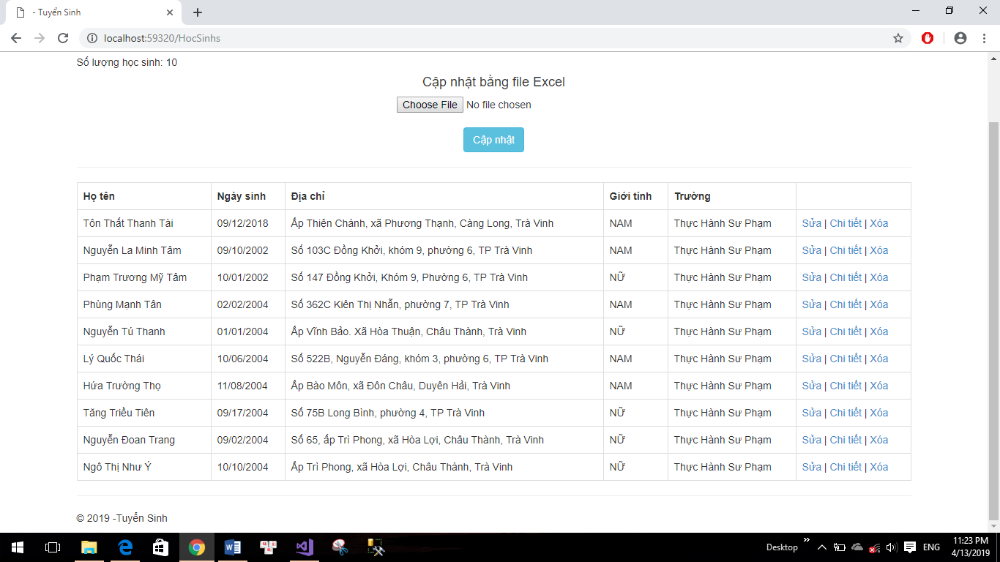 - Tuyển Sinh
localhost:59320/HocSinhs
Số lượng học sinh: 10
Cập nhật bằng file Excel
Choose File No file chosen
Cập nhật
Họ tên Ngày sinh Địa chỉ Giới tính Trường
Tôn Thất Thanh Tài 09/12/2018 Ấp Thiện Chánh, xã Phương Thạnh, Càng Long, Trà Vinh NAM Thực Hành Sư Phạm Sửa | Chi tiết | Xóa
Nguyễn La Minh Tâm 09/10/2002 Số 103C Đồng Khởi, khóm 9, phường 6, TP Trà Vinh NAM Thực Hành Sư Phạm Sửa | Chi tiết | Xóa
Phạm Trương Mỹ Tâm 10/01/2002 Số 147 Đồng Khởi, Khóm 9, Phường 6, TP Trà Vinh NỮ Thực Hành Sư Phạm Sửa | Chi tiết | Xóa
Phùng Mạnh Tân 02/02/2004 Số 362C Kiên Thị Nhẫn, phường 7, TP Trà Vinh NAM Thực Hành Sư Phạm Sửa | Chi tiết | Xóa
Nguyễn Tú Thanh 01/01/2004 Ấp Vĩnh Bảo. Xã Hòa Thuận, Châu Thành, Trà Vinh NỮ Thực Hành Sư Phạm Sửa | Chi tiết | Xóa
Lý Quốc Thái 10/06/2004 Số 522B, Nguyễn Đáng, khóm 3, phường 6, TP Trà Vinh NAM Thực Hành Sư Phạm Sửa | Chi tiết | Xóa
Hứa Trường Thọ 11/08/2004 Ấp Bào Môn, xã Đôn Châu, Duyên Hải, Trà Vinh NAM Thực Hành Sư Phạm Sửa | Chi tiết | Xóa
Tăng Triều Tiên 09/17/2004 Số 75B Long Bình, phường 4, TP Trà Vinh NỮ Thực Hành Sư Phạm Sửa | Chi tiết | Xóa
Nguyễn Đoan Trang 09/02/2004 Số 65, ấp Trì Phong, xã Hòa Lợi, Châu Thành, Trà Vinh NỮ Thực Hành Sư Phạm Sửa | Chi tiết | Xóa
Ngô Thị Như Ý 10/10/2004 Ấp Trì Phong, xã Hòa Lợi, Châu Thành, Trà Vinh NỮ Thực Hành Sư Phạm Sửa | Chi tiết | Xóa
© 2019 -Tuyển Sinh
Desktop ENG 11:23 PM
4/13/2019